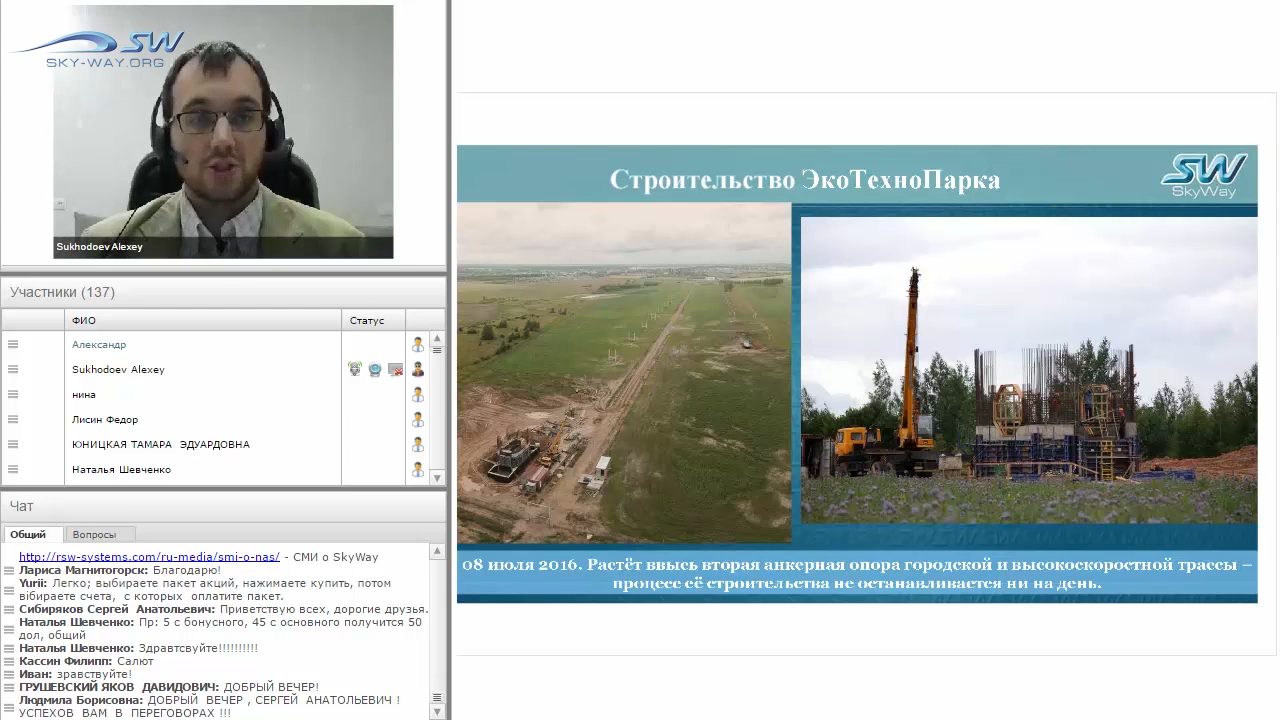 SW
SKY-WAY.ORG
Sukhodoev Alexey
Участники (137)
ФИО
Статус
Александр
Sukhodoev Alexey
нина
Лисин Федор
ЮНИЦКАЯ ТАМАРА ЭДУАРДОВНА
Наталья Шевченко
Чат
Общий
Вопросы
http://rsw-systems.com/ru-media/smi-o-nas/ - СМИ о SkyWay
Лариса Магнитогорск: Благодарю!
Yurii: Легко; выбираете пакет акций, нажимаете купить, потом
вібираете счета, с которых оплатите пакет.
Сибиряков Сергей Анатольевич: Приветствую всех, дорогие друзья.
Наталья Шевченко: Пр: 5 с бонусного, 45 с основного получится 50
дол, общий
Наталья Шевченко: Здравтсвуйте!!!!!!!!!!
Кассин Филипп: Салют
Иван: зравствуйте!
ГРУШЕВСКИЙ ЯКОВ ДАВИДОВИЧ: ДОБРЫЙ ВЕЧЕР!
Людмила Борисовна: ДОБРЫЙ ВЕЧЕР , СЕРГЕЙ АНАТОЛЬЕВИЧ !
УСПЕХОВ ВАМ В ПЕРЕГОВОРАХ !!!
Строительство ЭкоТехноПарка
SW
SkyWay
08 июля 2016. Растёт ввысь вторая анкерная опора городской и высокоскоростной трассы –
процесс её строительства не останавливается ни на день.